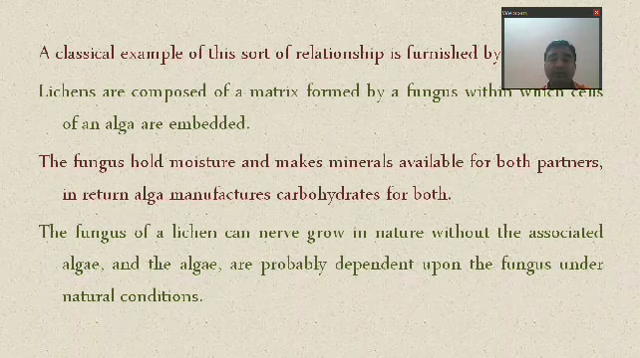 A classical example of this sort of relationship is furnished by
Lichens are composed of a matrix formed by a fungus within which cells
of an alga are embedded.
The fungus hold moisture and makes minerals available for both partners,
in return alga manufactures carbohydrates for both.
The fungus of a lichen can nerve grow in nature without the associated
algae, and the algae, are probably dependent upon the fungus under
natural conditions.